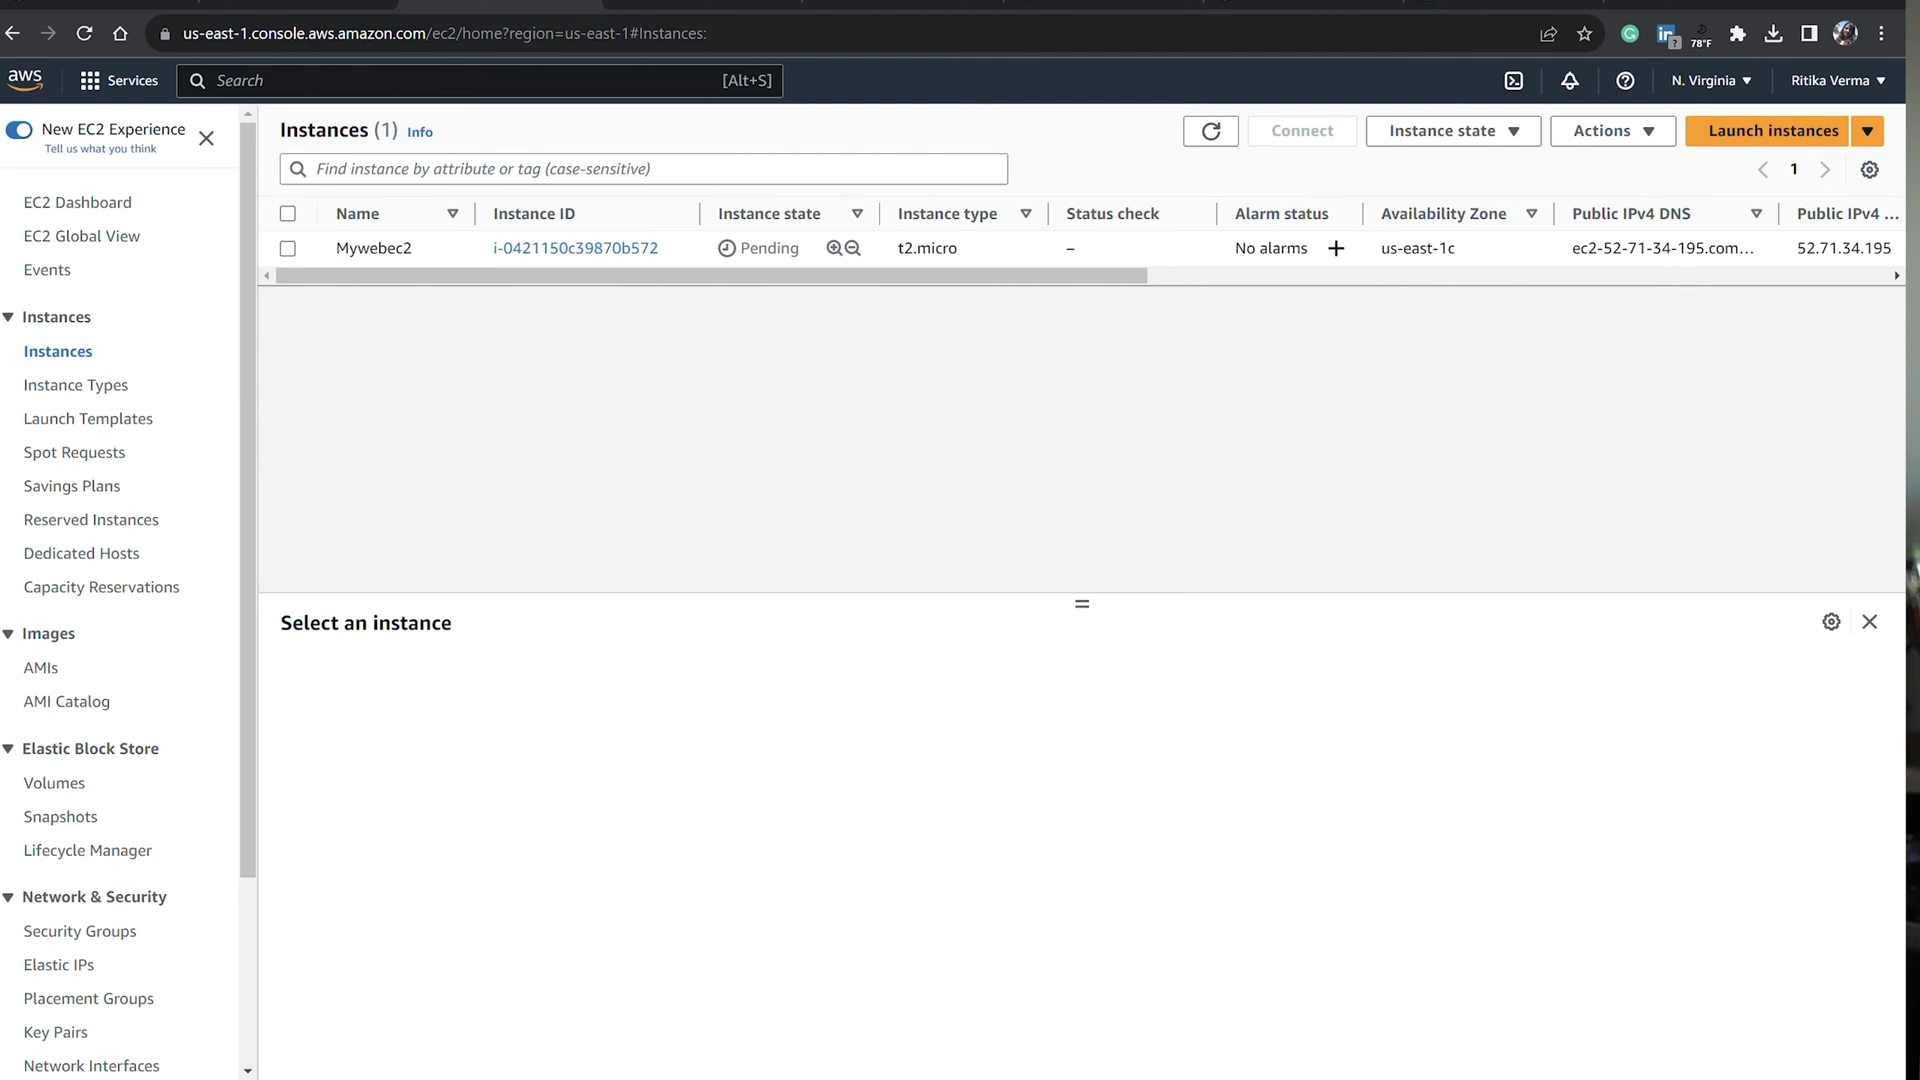 us-east-1.console.aws.amazon.com/ec2/home?region=us-east-1#Instances:
in
?
78°F
aws
Services
Search
[Alt+S]
N. Virginia
Ritika Verma
New EC2 Experience
Tell us what you think
EC2 Dashboard
EC2 Global View
Events
Instances
Instances
Instance Types
Launch Templates
Spot Requests
Savings Plans
Reserved Instances
Dedicated Hosts
Capacity Reservations
Images
AMIs
AMI Catalog
Elastic Block Store
Volumes
Snapshots
Lifecycle Manager
Network & Security
Security Groups
Elastic IPs
Placement Groups
Key Pairs
Network Interfaces
Instances (1) Info
Connect
Instance state
Actions
Launch instances
Find instance by attribute or tag (case-sensitive)
1
Name Instance ID Instance state Instance type Status check Alarm status Availability Zone Public IPv4 DNS Public IPv4 ...
Mywebec2 i-0421150c39870b572 Pending t2.micro – No alarms + us-east-1c ec2-52-71-34-195.com... 52.71.34.195
Select an instance